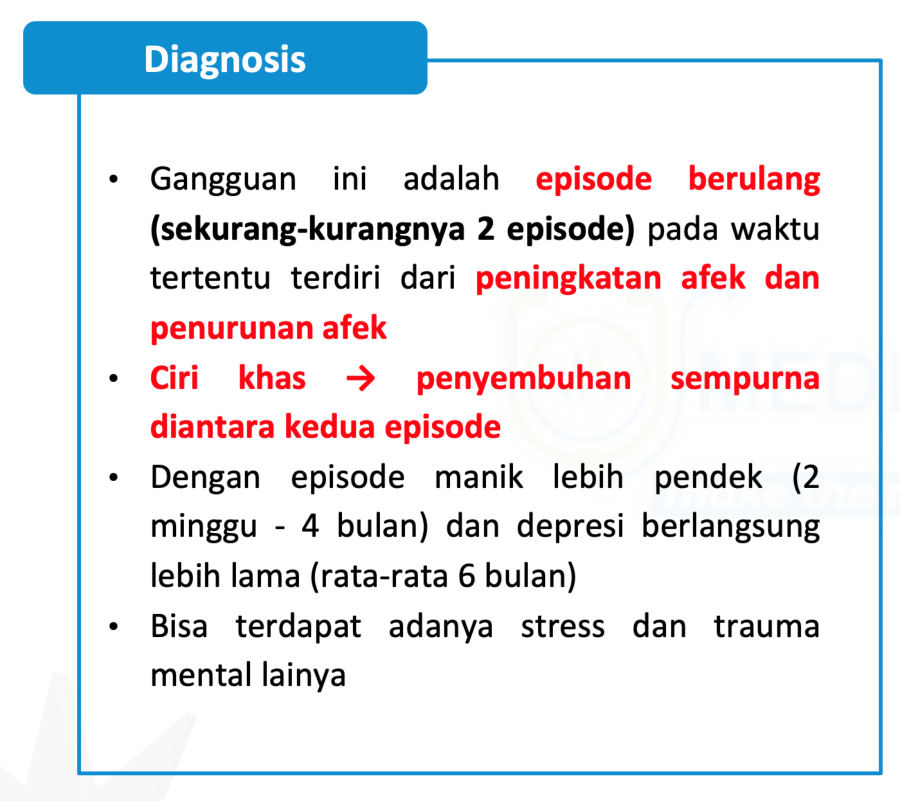 Diagnosis
• Gangguan ini adalah episode berulang
(sekurang-kurangnya 2 episode) pada waktu
tertentu terdiri dari peningkatan afek dan
penurunan afek
• Ciri khas → penyembuhan sempurna
diantara kedua episode
• Dengan episode manik lebih pendek (2
minggu - 4 bulan) dan depresi berlangsung
lebih lama (rata-rata 6 bulan)
• Bisa terdapat adanya stress dan trauma
mental lainya